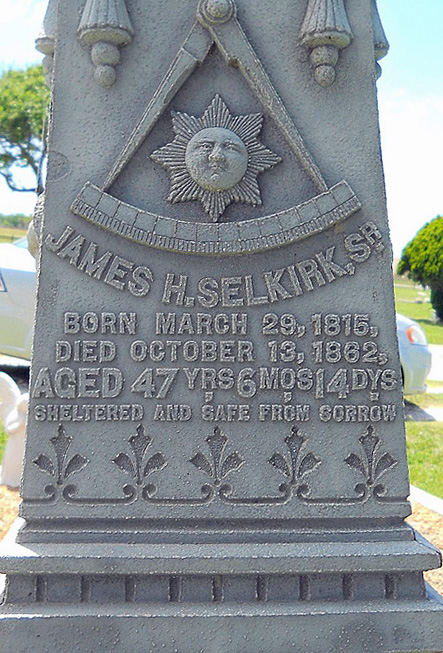 JAMES H. SELKIRK, SR.
BORN MARCH 29, 1815,
DIED OCTOBER 13, 1862,
AGED 47 YRS 6 MOS 14 DYS.
SHELTERED AND SAFE FROM SORROW